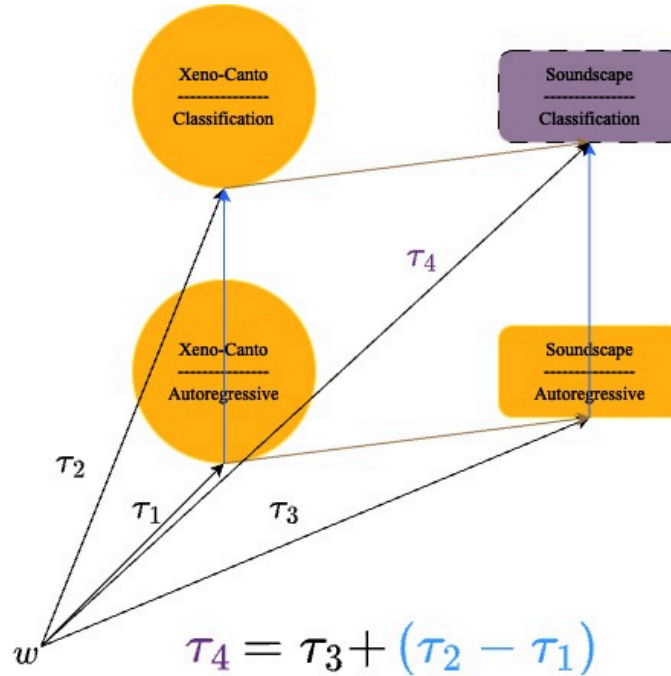 Xeno-Canto
---------------
Classification
Soundscape
---------------
Classification
τ₄
Xeno-Canto
---------------
Autoregressive
Soundscape
---------------
Autoregressive
τ₂
τ₁
τ₃
w
τ₄ = τ₃ + (τ₂ − τ₁)